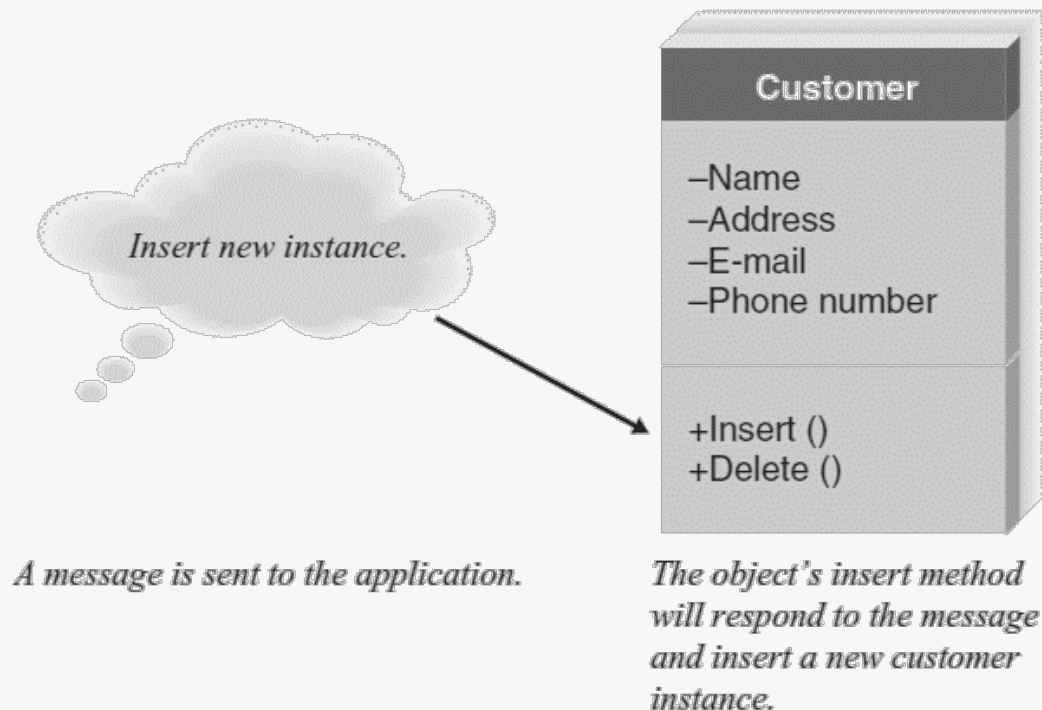 Customer
–Name
–Address
–E-mail
–Phone number
Insert new instance.
+Insert ()
+Delete ()
A message is sent to the application.
The object’s insert method
will respond to the message
and insert a new customer
instance.